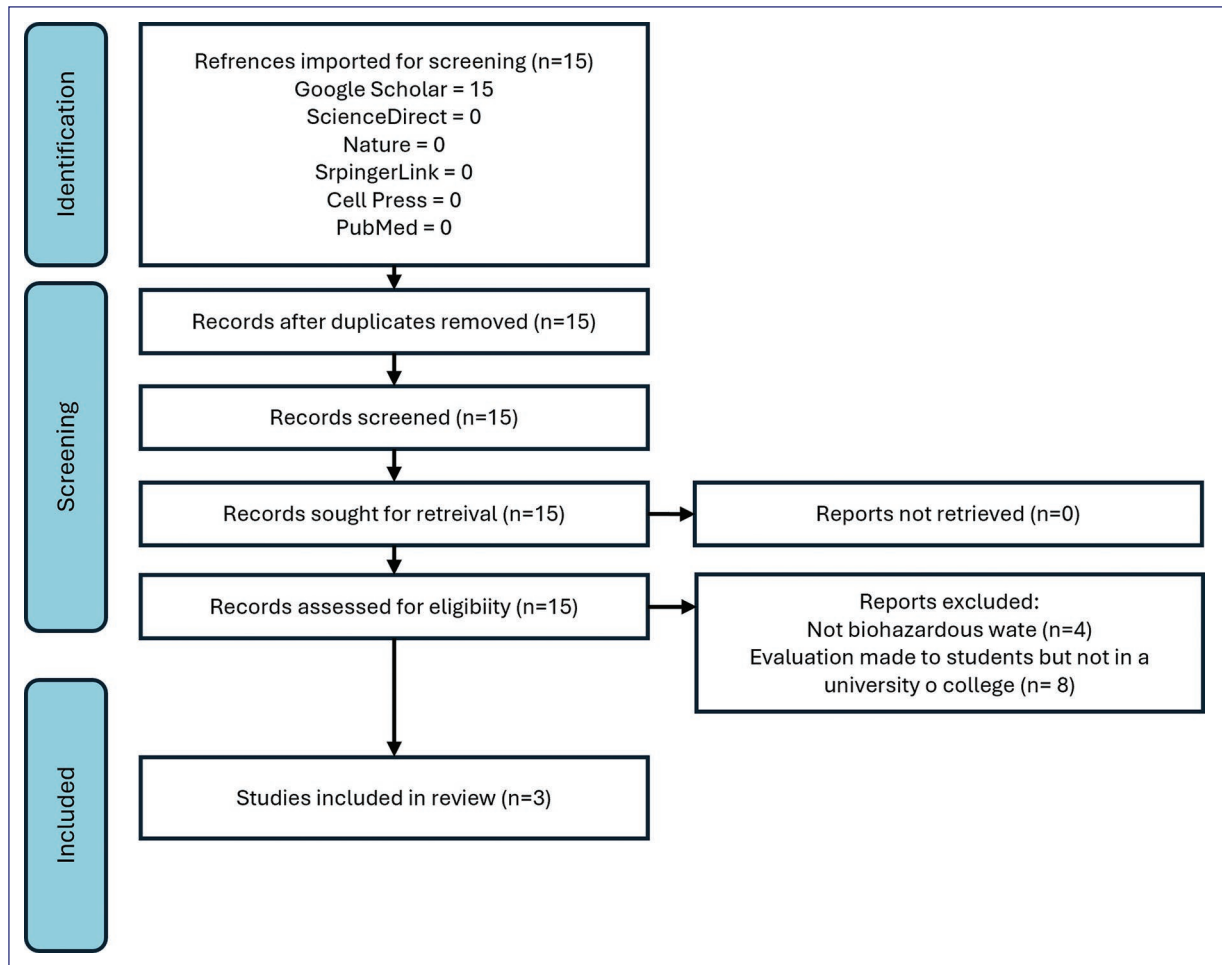 Identification
Refrences imported for screening (n=15)
Google Scholar = 15
ScienceDirect = 0
Nature = 0
SrpingerLink = 0
Cell Press = 0
PubMed = 0
Screening
Records after duplicates removed (n=15)
Records screened (n=15)
Records sought for retreival (n=15)
Reports not retrieved (n=0)
Records assessed for eligibiity (n=15)
Reports excluded:
Not biohazardous wate (n=4)
Evaluation made to students but not in a
university o college (n= 8)
Included
Studies included in review (n=3)